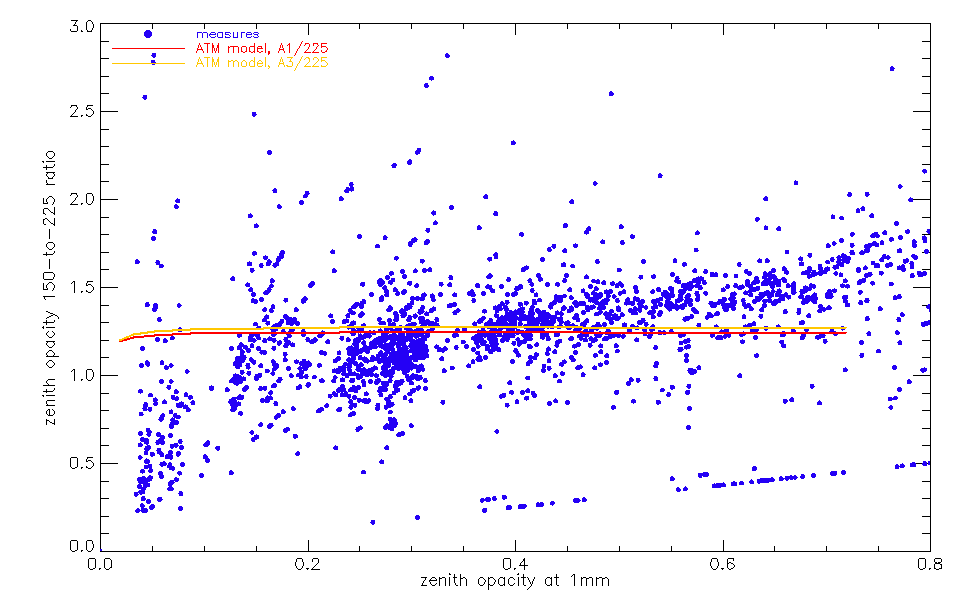 3.0
measures
ATM model, A1/225
ATM model, A3/225
2.5
2.0
1.5
1.0
0.5
0.0
zenith opacity 150-to-225 ratio
0.0 0.2 0.4 0.6 0.8
zenith opacity at 1mm